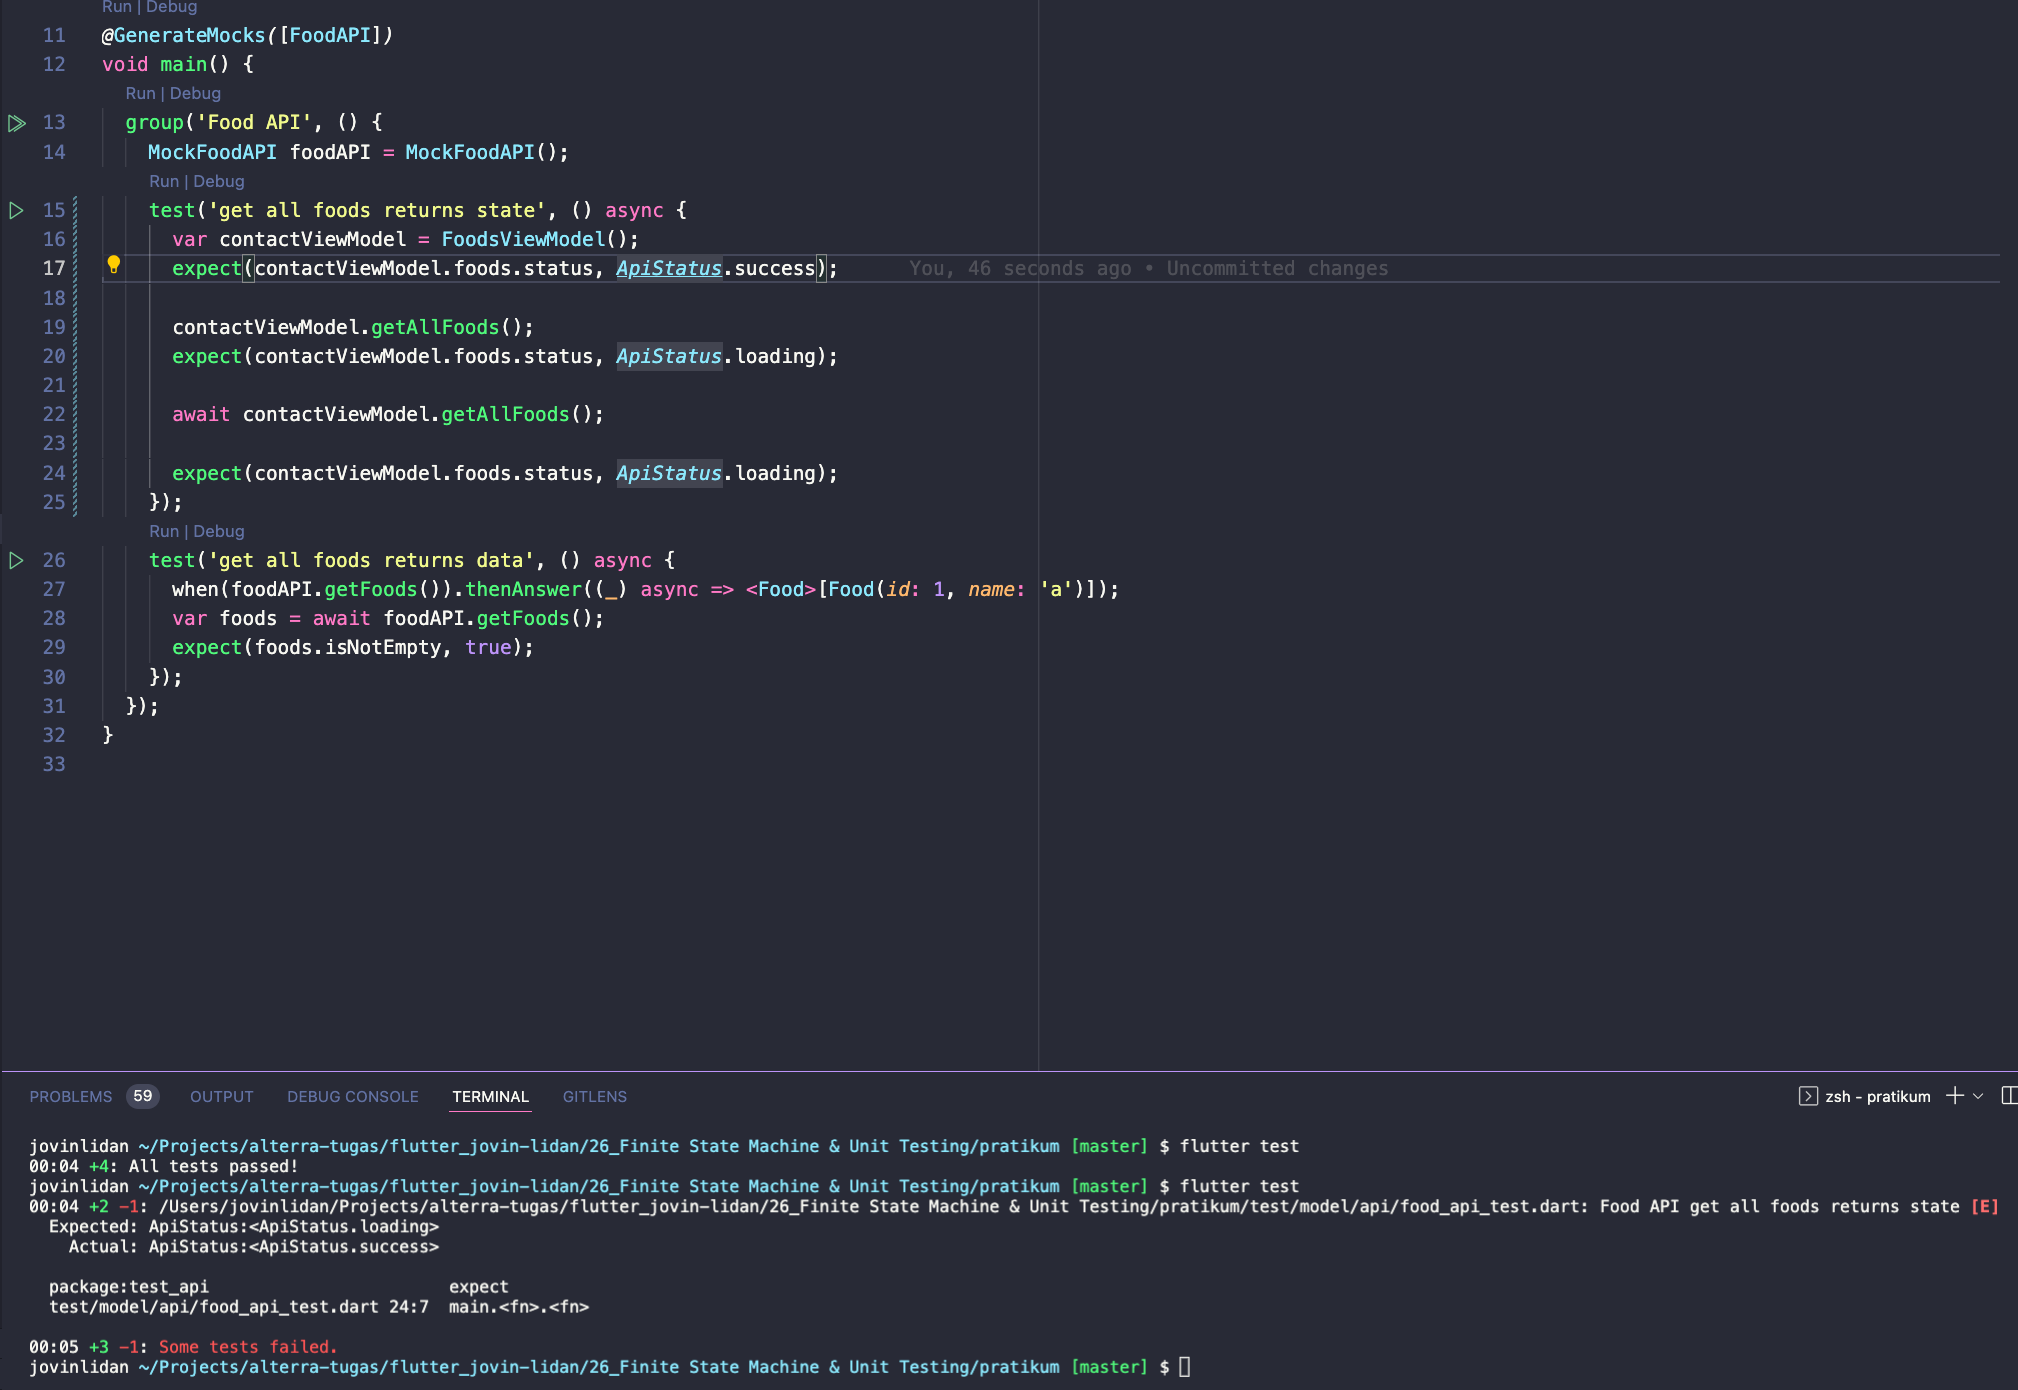 Run | Debug
11 @GenerateMocks([FoodAPI])
12 void main() {
Run | Debug
13 group('Food API', () {
14 MockFoodAPI foodAPI = MockFoodAPI();
Run | Debug
15 test('get all foods returns state', () async {
16 var contactViewModel = FoodsViewModel();
17 expect(contactViewModel.foods.status, ApiStatus.success); You, 46 seconds ago • Uncommitted changes
18
19 contactViewModel.getAllFoods();
20 expect(contactViewModel.foods.status, ApiStatus.loading);
21
22 await contactViewModel.getAllFoods();
23
24 expect(contactViewModel.foods.status, ApiStatus.loading);
25 });
Run | Debug
26 test('get all foods returns data', () async {
27 when(foodAPI.getFoods()).thenAnswer((_) async => <Food>[Food(id: 1, name: 'a')]);
28 var foods = await foodAPI.getFoods();
29 expect(foods.isNotEmpty, true);
30 });
31 });
32 }
33
PROBLEMS 59 OUTPUT DEBUG CONSOLE TERMINAL GITLENS zsh - pratikum
jovinlidan ~/Projects/alterra-tugas/flutter_jovin-lidan/26_Finite State Machine & Unit Testing/pratikum [master] $ flutter test
00:04 +4: All tests passed!
jovinlidan ~/Projects/alterra-tugas/flutter_jovin-lidan/26_Finite State Machine & Unit Testing/pratikum [master] $ flutter test
00:04 +2 -1: /Users/jovinlidan/Projects/alterra-tugas/flutter_jovin-lidan/26_Finite State Machine & Unit Testing/pratikum/test/model/api/food_api_test.dart: Food API get all foods returns state [E]
Expected: ApiStatus:<ApiStatus.loading>
Actual: ApiStatus:<ApiStatus.success>
package:test_api expect
test/model/api/food_api_test.dart 24:7 main.<fn>.<fn>
00:05 +3 -1: Some tests failed.
jovinlidan ~/Projects/alterra-tugas/flutter_jovin-lidan/26_Finite State Machine & Unit Testing/pratikum [master] $